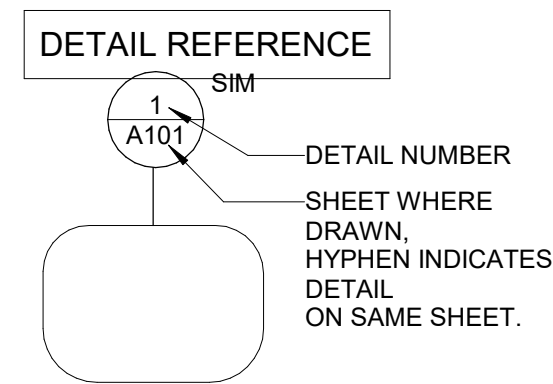 DETAIL REFERENCE
SIM
1
A101
DETAIL NUMBER
SHEET WHERE
DRAWN,
HYPHEN INDICATES
DETAIL
ON SAME SHEET.